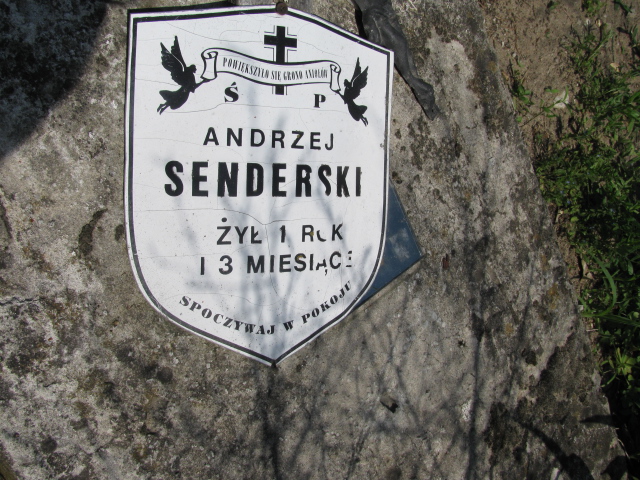 POWIĘKSZYŁO SIĘ GRONO ANIOŁÓW
Ś P
ANDRZEJ
SENDERSKI
ŻYŁ 1 ROK
I 3 MIESIĄCE
SPOCZYWAJ W POKOJU